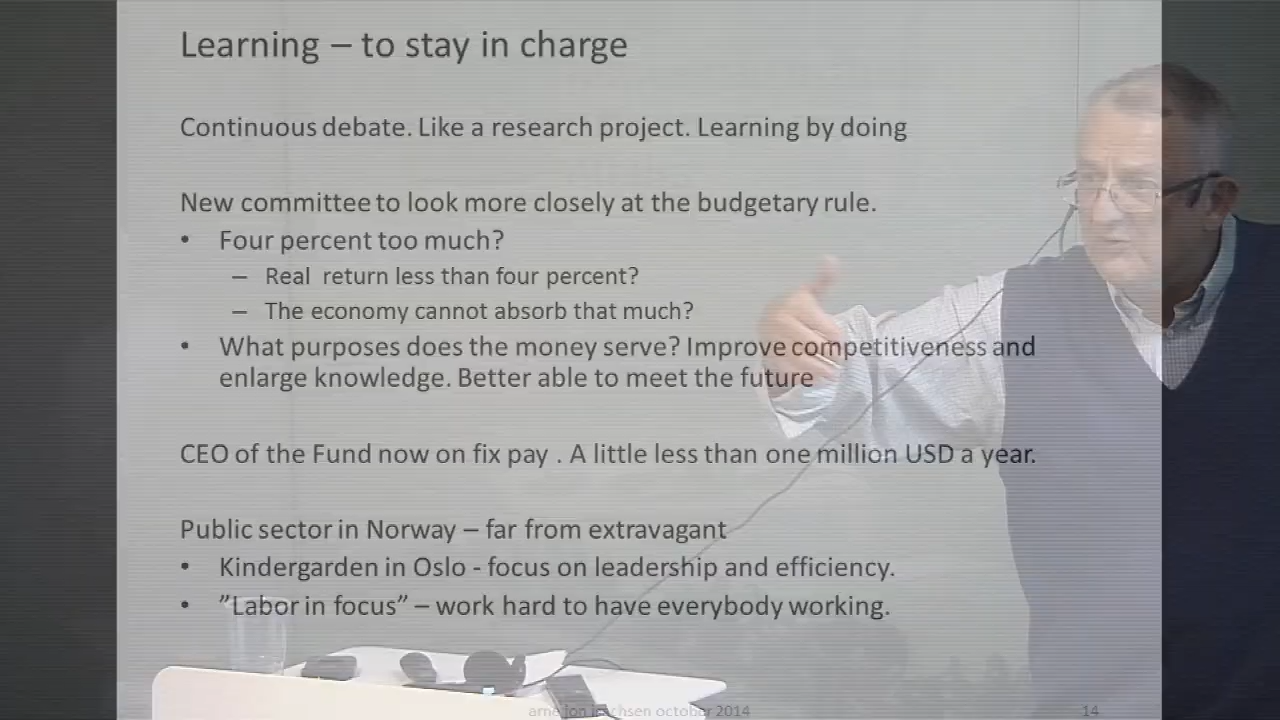 Learning – to stay in charge
Continuous debate. Like a research project. Learning by doing
New committee to look more closely at the budgetary rule.
• Four percent too much?
– Real return less than four percent?
– The economy cannot absorb that much?
• What purposes does the money serve? Improve competitiveness and
enlarge knowledge. Better able to meet the future
CEO of the Fund now on fix pay . A little less than one million USD a year.
Public sector in Norway – far from extravagant
• Kindergarden in Oslo - focus on leadership and efficiency.
• ”Labor in focus” – work hard to have everybody working.
arne jon isachsen october 2014
14